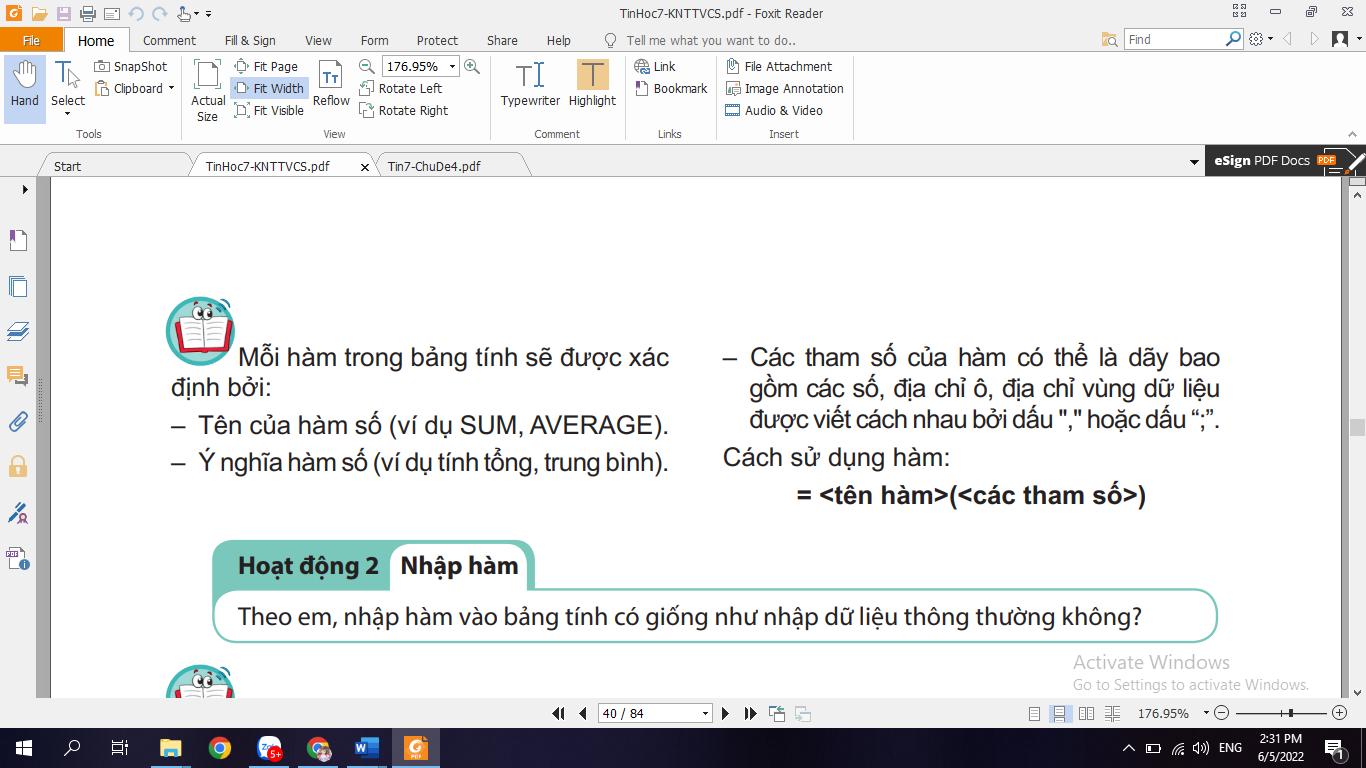 TinHoc7-KNTTVCS.pdf - Foxit Reader
File Home Comment Fill & Sign View Form Protect Share Help Tell me what you want to do.. Find
SnapShot Fit Page 176.95% Link File Attachment
Clipboard Fit Width Rotate Left Bookmark Image Annotation
Hand Select Actual Size Fit Visible Reflow Rotate Right Typewriter Highlight Audio & Video
Tools View Comment Links Insert
Start TinHoc7-KNTTVCS.pdf Tin7-ChuDe4.pdf eSign PDF Docs PDF
Mỗi hàm trong bảng tính sẽ được xác
định bởi:
– Tên của hàm số (ví dụ SUM, AVERAGE).
– Ý nghĩa hàm số (ví dụ tính tổng, trung bình).
– Các tham số của hàm có thể là dãy bao
gồm các số, địa chỉ ô, địa chỉ vùng dữ liệu
được viết cách nhau bởi dấu "," hoặc dấu “;”.
Cách sử dụng hàm:
= <tên hàm>(<các tham số>)
Hoạt động 2 Nhập hàm
Theo em, nhập hàm vào bảng tính có giống như nhập dữ liệu thông thường không?
Activate Windows
Go to Settings to activate Windows.
40 / 84 176.95%
5+ ENG 2:31 PM
6/5/2022 1